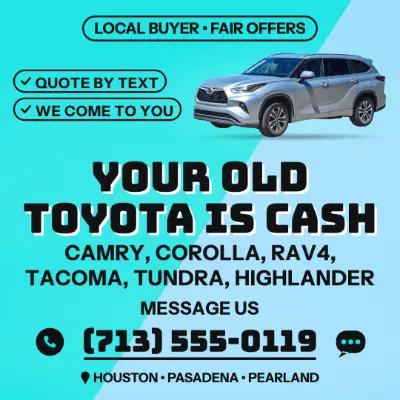 LOCAL BUYER • FAIR OFFERS
QUOTE BY TEXT
WE COME TO YOU
YOUR OLD
TOYOTA IS CASH
CAMRY, COROLLA, RAV4,
TACOMA, TUNDRA, HIGHLANDER
MESSAGE US
(713) 555-0119
HOUSTON • PASADENA • PEARLAND